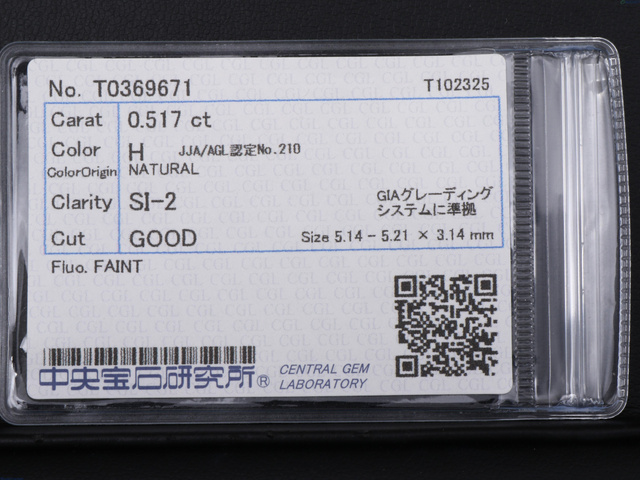 No. T0369671 T102325
Carat 0.517 ct
Color H JJA/AGL認定No.210
ColorOrigin NATURAL
Clarity SI-2 GIAグレーディング
システムに準拠
Cut GOOD Size 5.14 - 5.21 × 3.14 mm
Fluo. FAINT
中央宝石研究所® CENTRAL GEM
LABORATORY